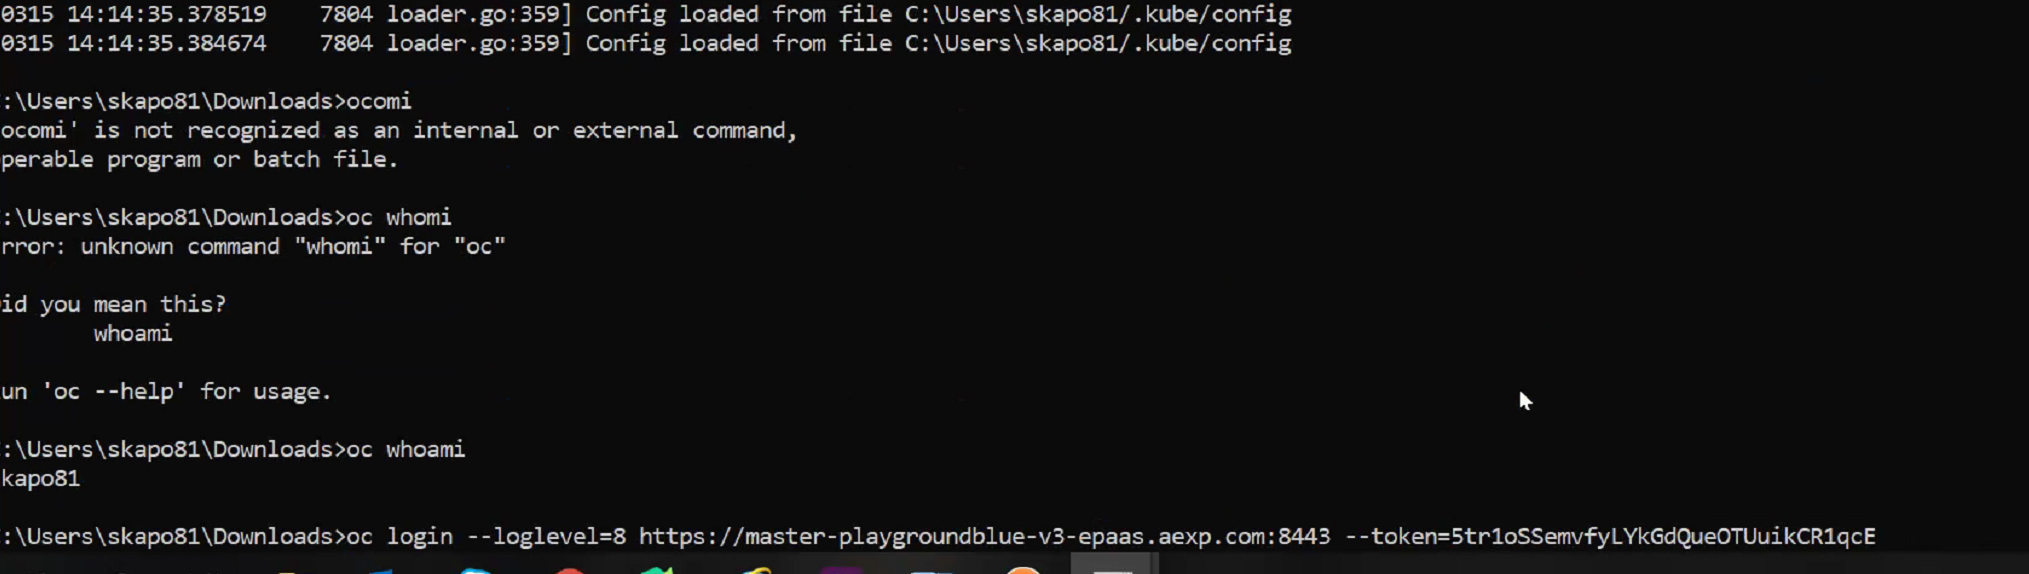 0315 14:14:35.378519    7804 loader.go:359] Config loaded from file C:\Users\skapo81/.kube/config
0315 14:14:35.384674    7804 loader.go:359] Config loaded from file C:\Users\skapo81/.kube/config
:\Users\skapo81\Downloads>ocomi
ocomi' is not recognized as an internal or external command,
perable program or batch file.
:\Users\skapo81\Downloads>oc whomi
rror: unknown command "whomi" for "oc"
id you mean this?
whoami
un 'oc --help' for usage.
:\Users\skapo81\Downloads>oc whoami
kapo81
:\Users\skapo81\Downloads>oc login --loglevel=8 https://master-playgroundblue-v3-epaas.aexp.com:8443 --token=5tr1oSSemvfyLYkGdQueOTUuikCR1qcE